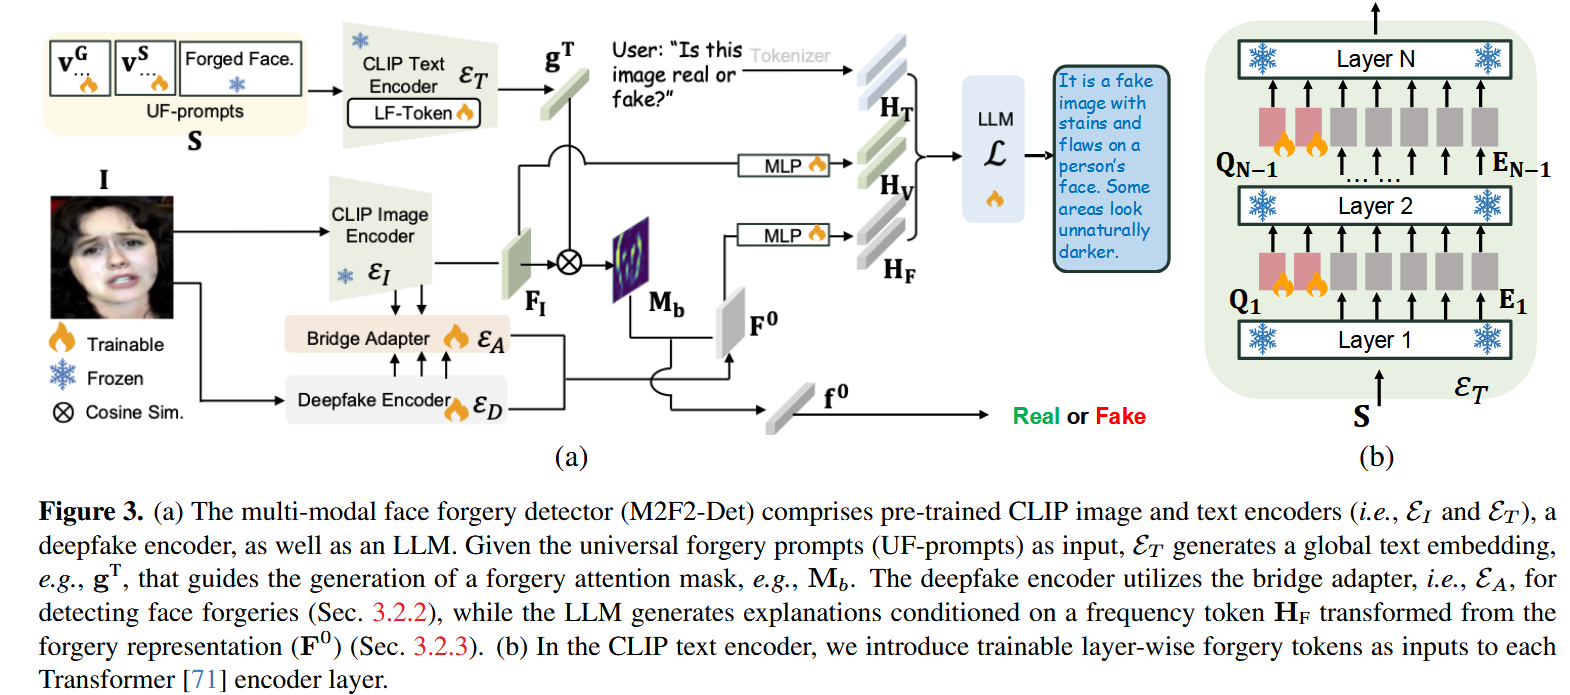 v^G
...
v^S
...
Forged Face.
UF-prompts
S
CLIP Text
Encoder
ℰ_T
LF-Token
g^T
User: “Is this
image real or
fake?”
Tokenizer
H_T
I
CLIP Image
Encoder
ℰ_I
F_I
M_b
MLP
H_V
MLP
H_F
F^0
LLM
ℒ
It is a fake
image with
stains and
flaws on a
person’s
face. Some
areas look
unnaturally
darker.
Bridge Adapter
ℰ_A
Deepfake Encoder
ℰ_D
f^0
Real or Fake
Trainable
Frozen
Cosine Sim.
(a)
Layer N
Q_{N−1}
... ...
E_{N−1}
Layer 2
Q_1
E_1
Layer 1
S
ℰ_T
(b)
Figure 3. (a) The multi-modal face forgery detector (M2F2-Det) comprises pre-trained CLIP image and text encoders (i.e., ℰ_I and ℰ_T), a
deepfake encoder, as well as an LLM. Given the universal forgery prompts (UF-prompts) as input, ℰ_T generates a global text embedding,
e.g., g^T, that guides the generation of a forgery attention mask, e.g., M_b. The deepfake encoder utilizes the bridge adapter, i.e., ℰ_A, for
detecting face forgeries (Sec. 3.2.2), while the LLM generates explanations conditioned on a frequency token H_F transformed from the
forgery representation (F^0) (Sec. 3.2.3). (b) In the CLIP text encoder, we introduce trainable layer-wise forgery tokens as inputs to each
Transformer [71] encoder layer.